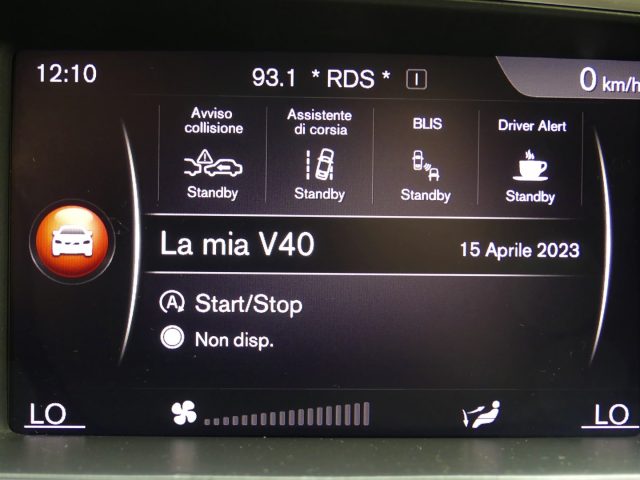 12:10
93.1 * RDS * I
0 km/h
Avviso collisione
Assistente di corsia
BLIS
Driver Alert
Standby
Standby
Standby
Standby
La mia V40
15 Aprile 2023
A Start/Stop
Non disp.
LO
LO